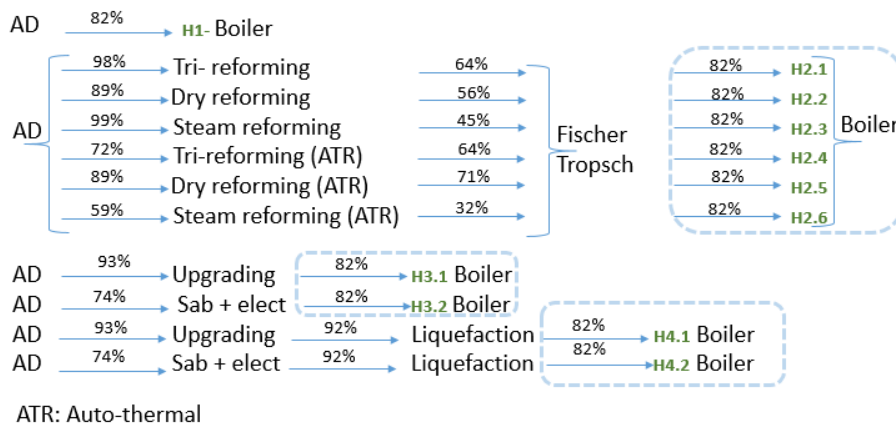 AD 82% H1- Boiler
98% Tri- reforming 64% 82% H2.1
89% Dry reforming 56% 82% H2.2
99% Steam reforming 45% 82% H2.3
AD Fischer Tropsch Boiler
72% Tri-reforming (ATR) 64% 82% H2.4
89% Dry reforming (ATR) 71% 82% H2.5
59% Steam reforming (ATR) 32% 82% H2.6
AD 93% Upgrading 82% H3.1 Boiler
AD 74% Sab + elect 82% H3.2 Boiler
AD 93% Upgrading 92% Liquefaction 82% H4.1 Boiler
AD 74% Sab + elect 92% Liquefaction 82% H4.2 Boiler
ATR: Auto-thermal